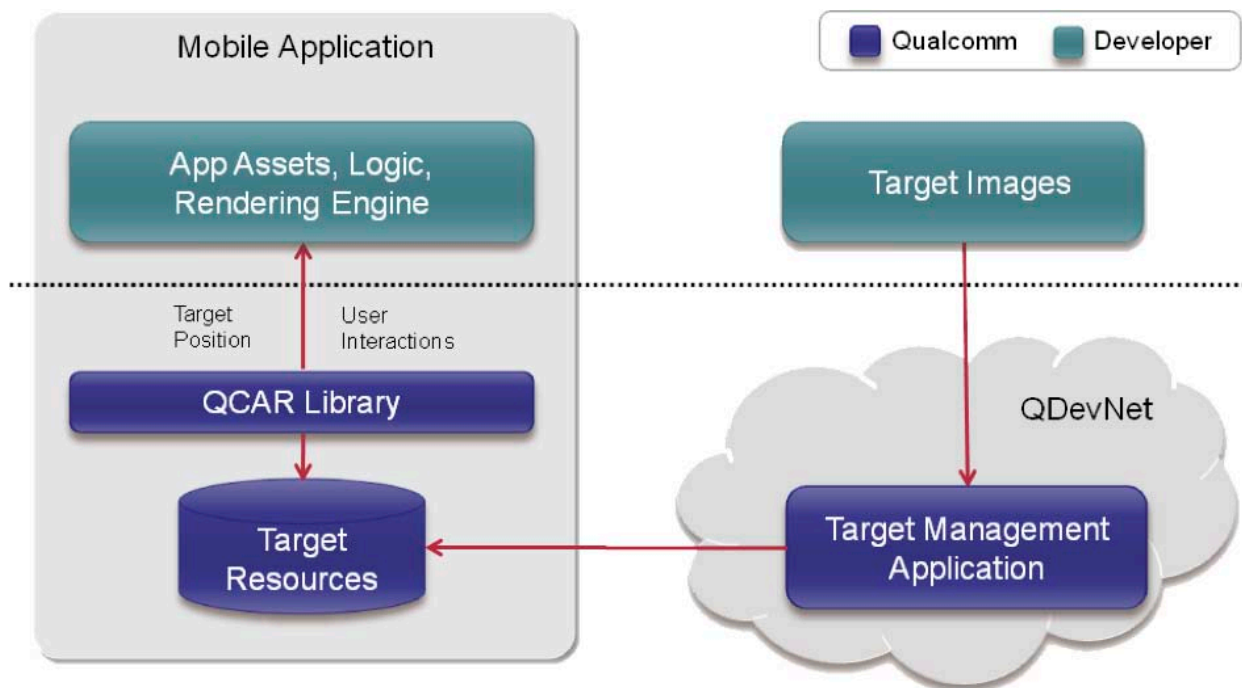 Mobile Application
Qualcomm
Developer
App Assets, Logic,
Rendering Engine
Target Images
Target
Position
User
Interactions
QCAR Library
QDevNet
Target
Resources
Target Management
Application